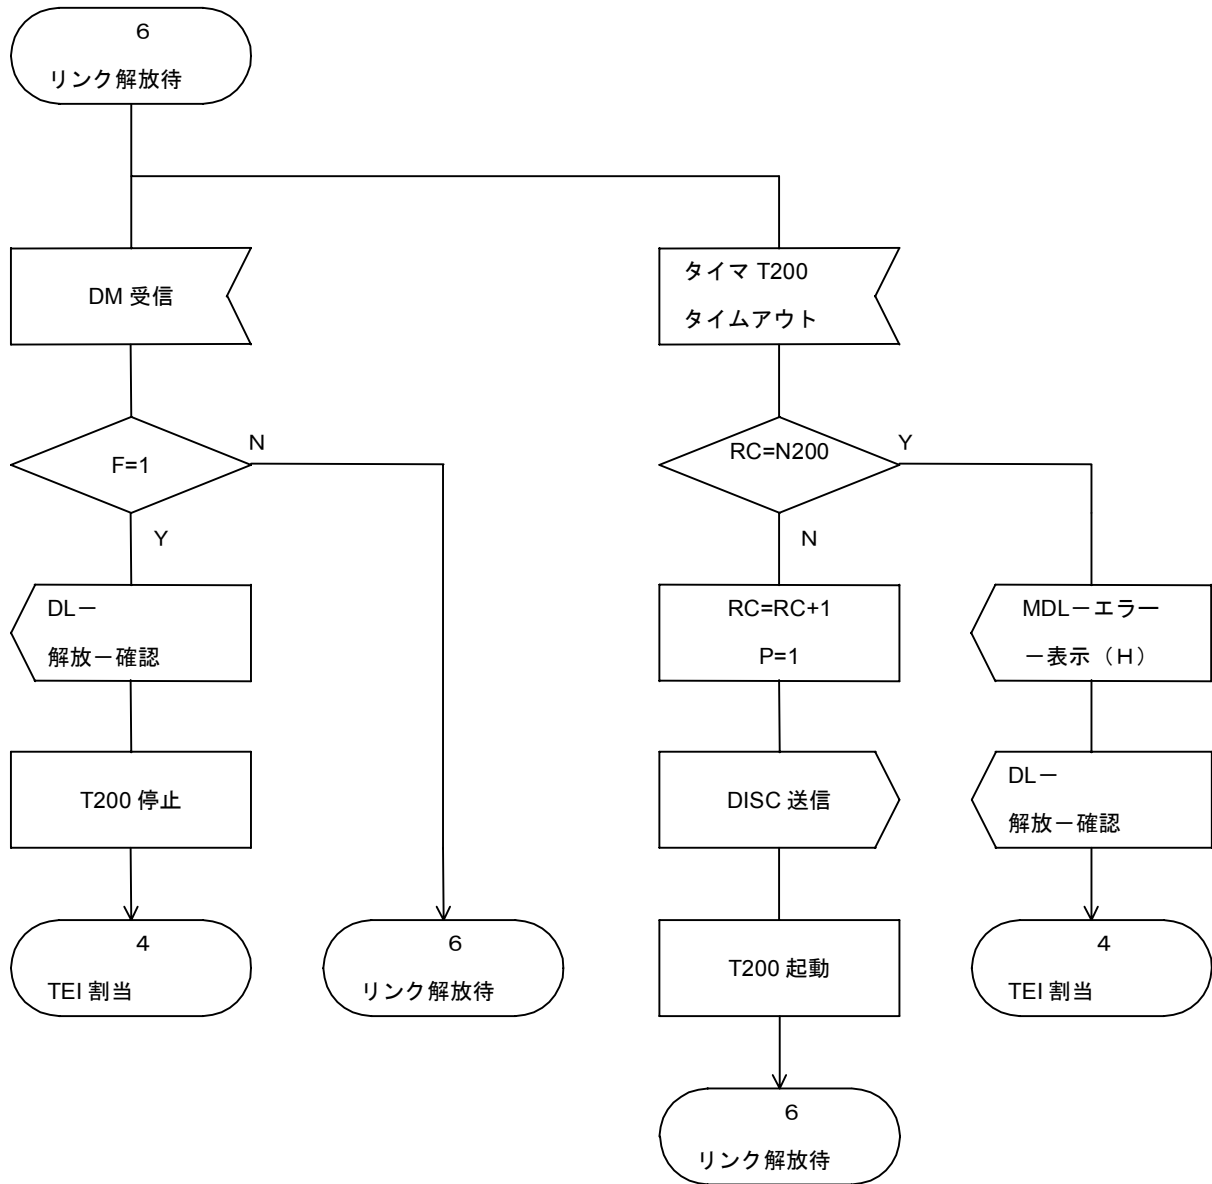 6
リンク解放待
DM 受信
タイマ T200
タイムアウト
F=1
N
Y
RC=N200
Y
N
DL－
解放－確認
RC=RC+1
P=1
MDL－エラー
－表示（H）
T200 停止
DISC 送信
DL－
解放－確認
4
TEI 割当
6
リンク解放待
T200 起動
4
TEI 割当
6
リンク解放待